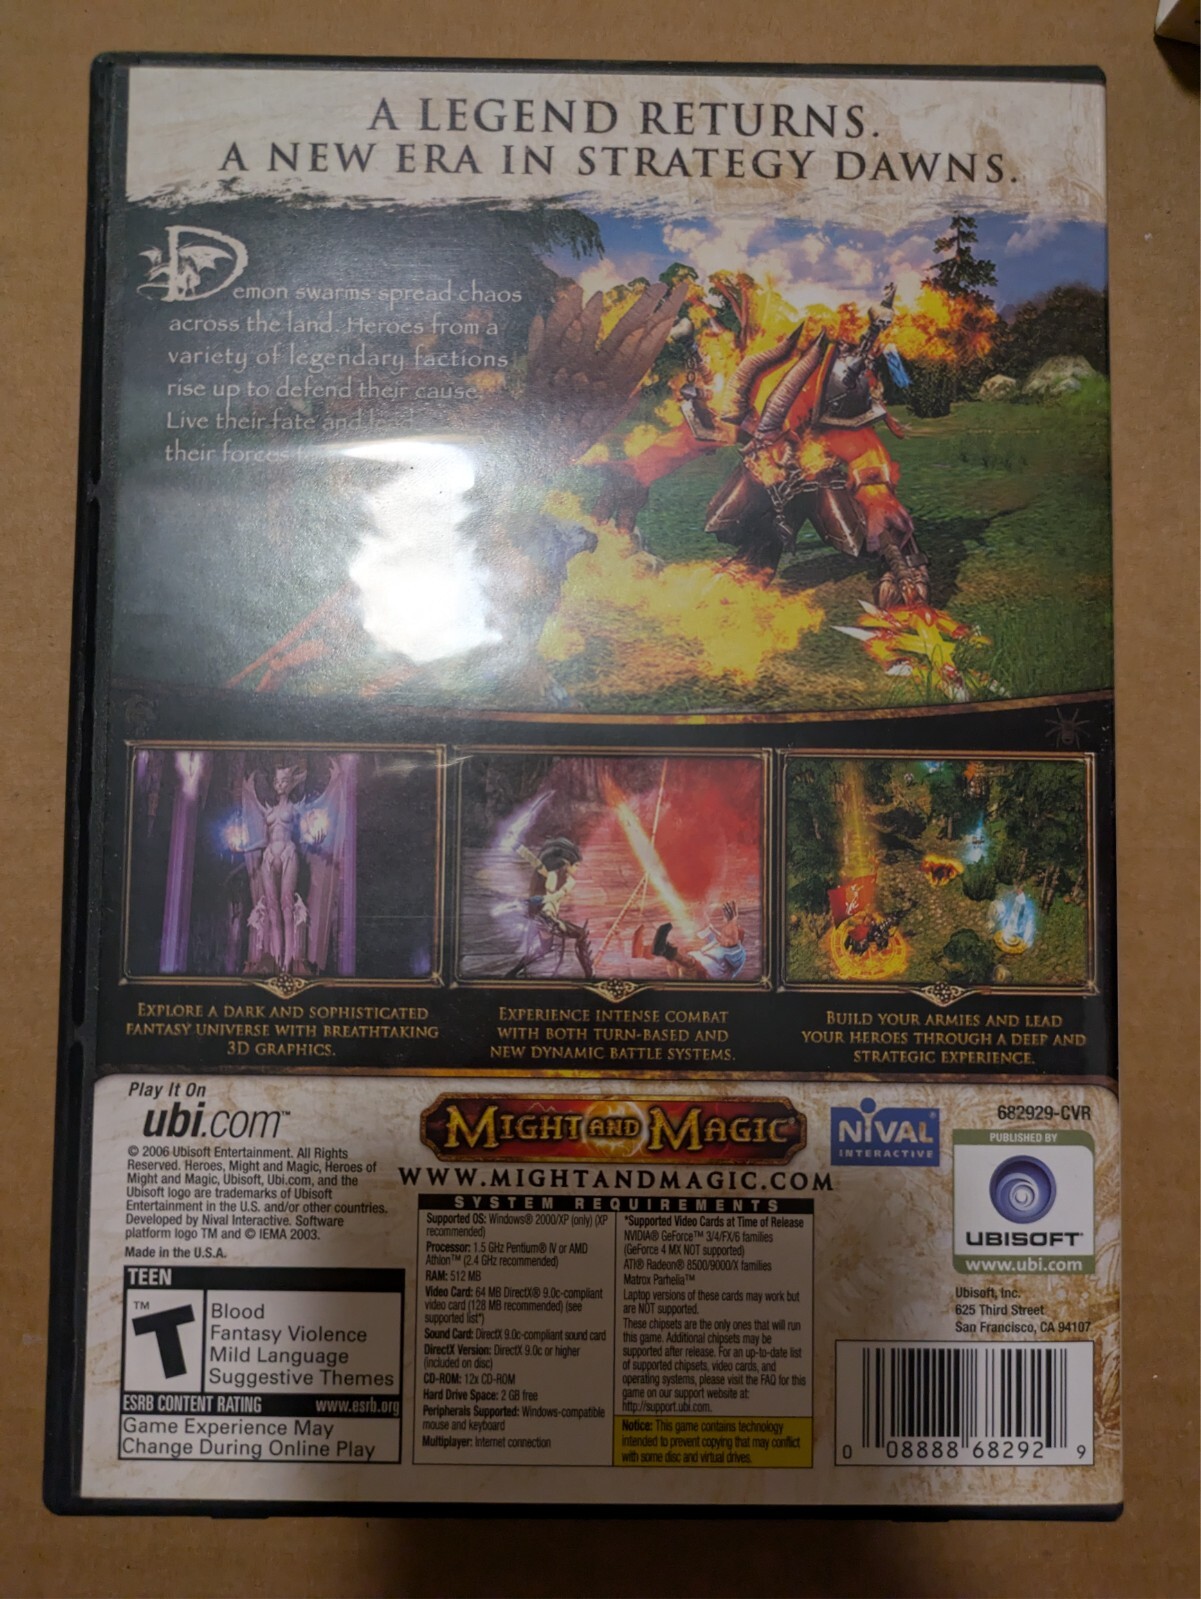 A LEGEND RETURNS.
A NEW ERA IN STRATEGY DAWNS.
Demon swarms spread chaos
across the land. Heroes from a
variety of legendary factions
rise up to defend their cause.
Live their fate and lead
their forces
EXPLORE A DARK AND SOPHISTICATED
FANTASY UNIVERSE WITH BREATHTAKING
3D GRAPHICS.
EXPERIENCE INTENSE COMBAT
WITH BOTH TURN-BASED AND
NEW DYNAMIC BATTLE SYSTEMS.
BUILD YOUR ARMIES AND LEAD
YOUR HEROES THROUGH A DEEP AND
STRATEGIC EXPERIENCE.
Play It On
ubi.com™
© 2006 Ubisoft Entertainment. All Rights
Reserved. Heroes, Might and Magic, Heroes of
Might and Magic, Ubisoft, Ubi.com, and the
Ubisoft logo are trademarks of Ubisoft
Entertainment in the U.S. and/or other countries.
Developed by Nival Interactive. Software
platform logo TM and © IEMA 2003.
Made in the U.S.A.
TEEN
TM
T
Blood
Fantasy Violence
Mild Language
Suggestive Themes
ESRB CONTENT RATING www.esrb.org
Game Experience May
Change During Online Play
MIGHT AND MAGIC®
WWW.MIGHTANDMAGIC.COM
SYSTEM REQUIREMENTS
Supported OS: Windows® 2000/XP (only) (XP
recommended)
Processor: 1.5 GHz Pentium® IV or AMD
Athlon™ (2.4 GHz recommended)
RAM: 512 MB
Video Card: 64 MB DirectX® 9.0c-compliant
video card (128 MB recommended) (see
supported list*)
Sound Card: DirectX 9.0c-compliant sound card
DirectX Version: DirectX 9.0c or higher
(included on disc)
CD-ROM: 12x CD-ROM
Hard Drive Space: 2 GB free
Peripherals Supported: Windows-compatible
mouse and keyboard
Multiplayer: Internet connection
*Supported Video Cards at Time of Release
NVIDIA® GeForce™ 3/4/FX/6 families
(GeForce 4 MX NOT supported)
ATI® Radeon® 8500/9000/X families
Matrox Parhelia™
Laptop versions of these cards may work but
are NOT supported.
These chipsets are the only ones that will run
this game. Additional chipsets may be
supported after release. For an up-to-date list
of supported chipsets, video cards, and
operating systems, please visit the FAQ for this
game on our support website at:
http://support.ubi.com.
Notice: This game contains technology
intended to prevent copying that may conflict
with some disc and virtual drives.
NIVAL®
INTERACTIVE
682929-CVR
PUBLISHED BY
UBISOFT®
www.ubi.com
Ubisoft, Inc.
625 Third Street
San Francisco, CA 94107
0 08888 68292 9